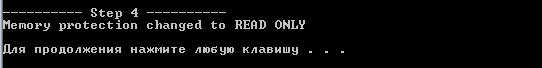 ---------- Step 4 ----------
Memory protection changed to READ ONLY
Для продолжения нажмите любую клавишу . . .